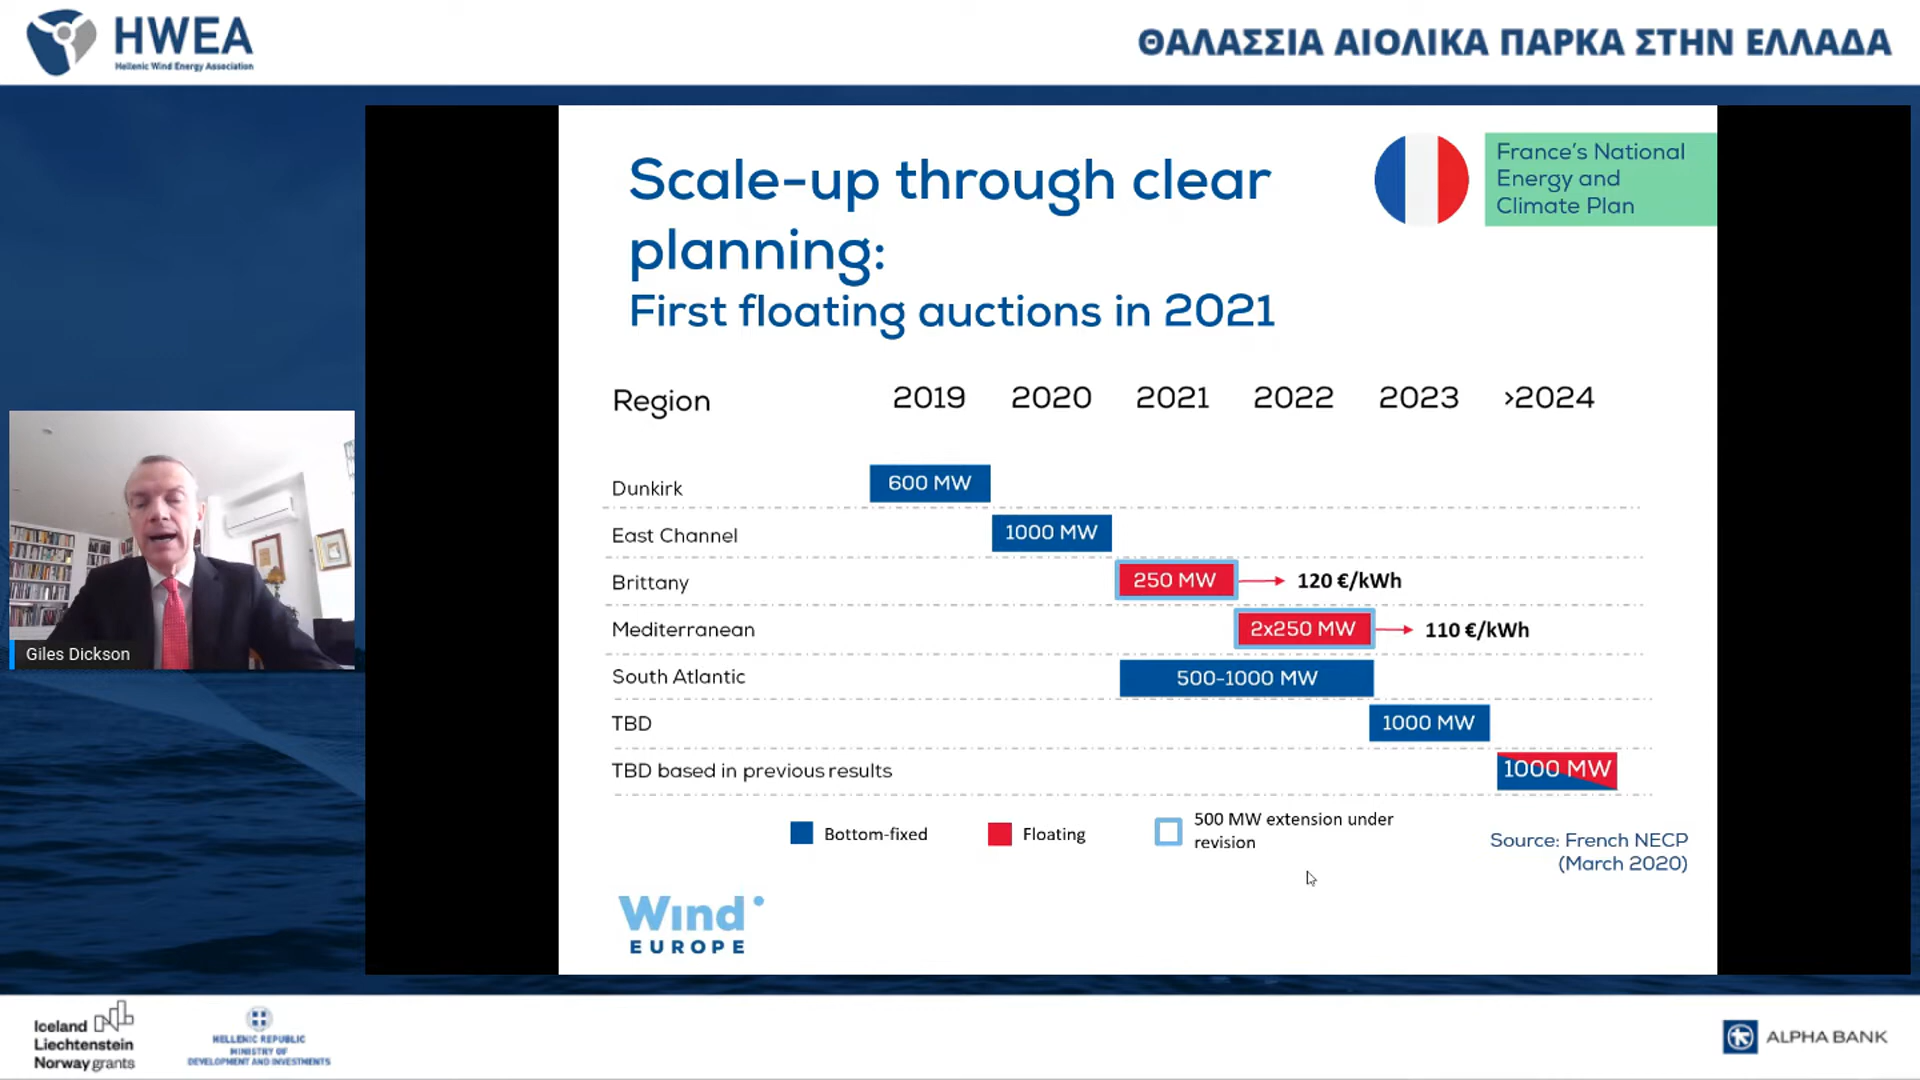 HWEA
Hellenic Wind Energy Association
ΘΑΛΑΣΣΙΑ ΑΙΟΛΙΚΑ ΠΑΡΚΑ ΣΤΗΝ ΕΛΛΑΔΑ
Scale-up through clear
planning:
First floating auctions in 2021
France's National
Energy and
Climate Plan
Region 2019 2020 2021 2022 2023 >2024
Dunkirk 600 MW
East Channel 1000 MW
Brittany 250 MW 120 €/kWh
Mediterranean 2x250 MW 110 €/kWh
South Atlantic 500-1000 MW
TBD 1000 MW
TBD based in previous results 1000 MW
Bottom-fixed Floating 500 MW extension under
revision
Source: French NECP
(March 2020)
Wind
EUROPE
Giles Dickson
Iceland
Liechtenstein
Norway grants
HELLENIC REPUBLIC
MINISTRY OF
DEVELOPMENT AND INVESTMENTS
ALPHA BANK